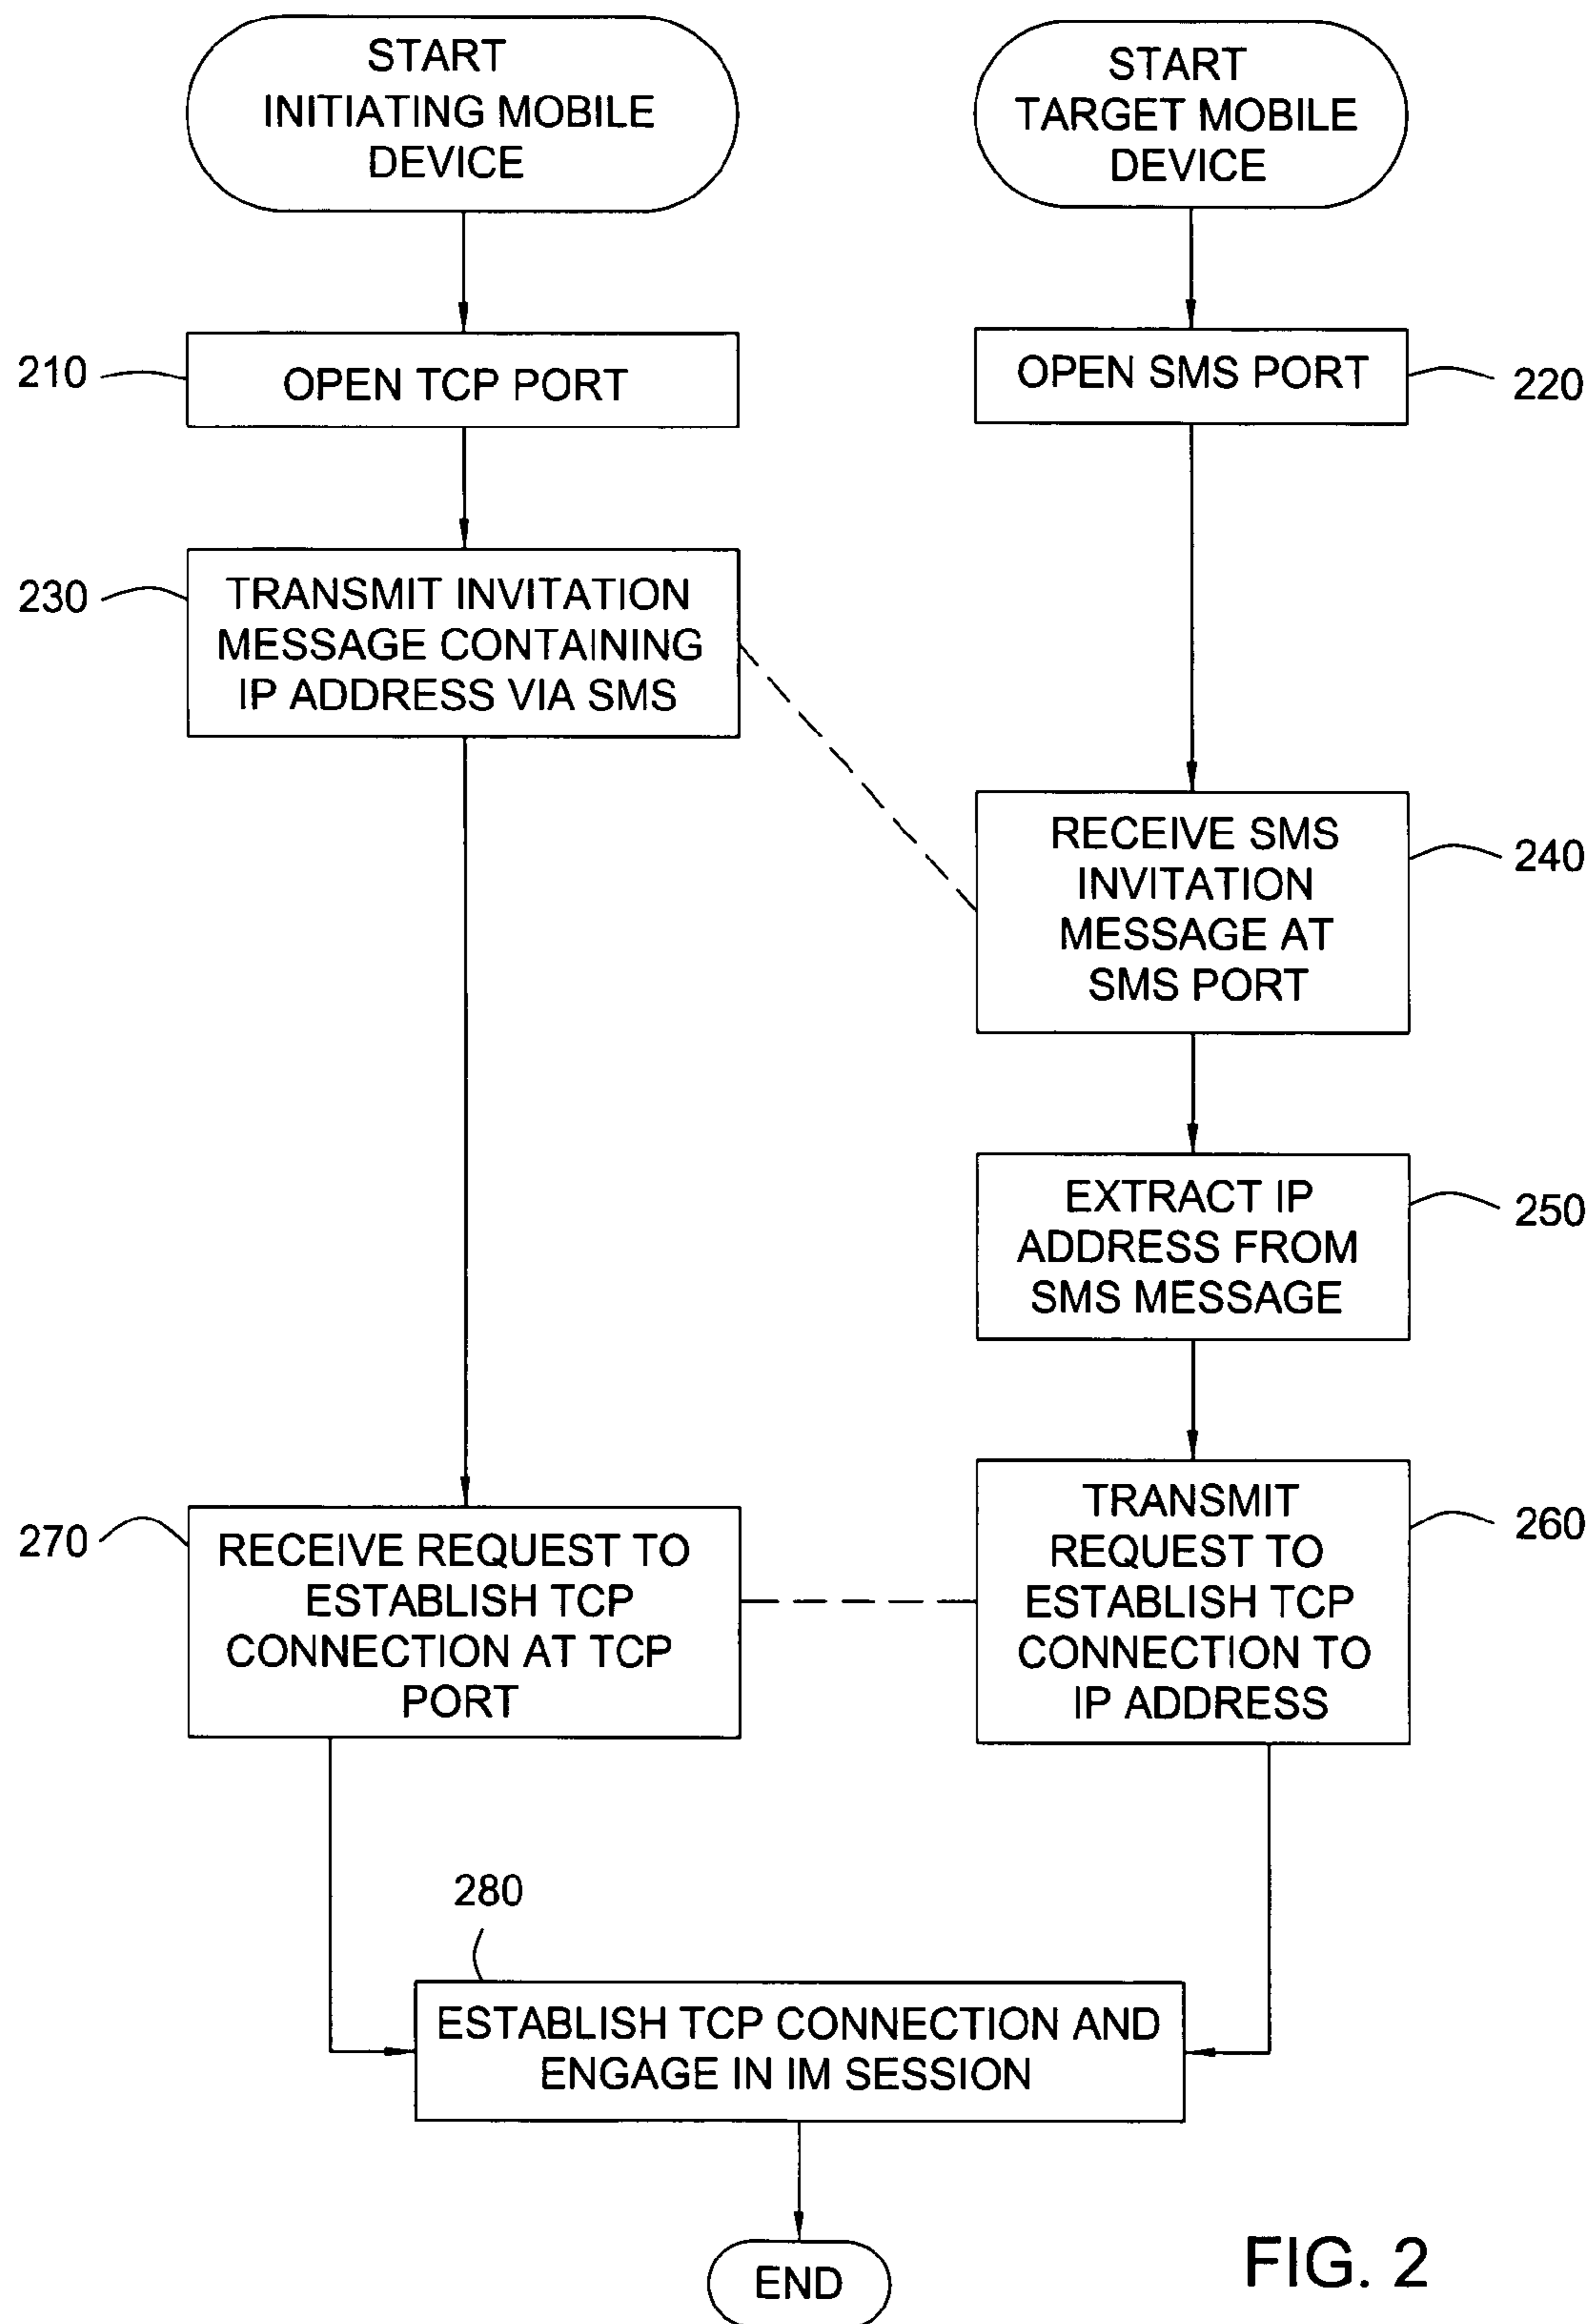 START
INITIATING MOBILE
DEVICE
START
TARGET MOBILE
DEVICE
210
OPEN TCP PORT
OPEN SMS PORT
220
230
TRANSMIT INVITATION
MESSAGE CONTAINING
IP ADDRESS VIA SMS
RECEIVE SMS
INVITATION
MESSAGE AT
SMS PORT
240
EXTRACT IP
ADDRESS FROM
SMS MESSAGE
250
270
RECEIVE REQUEST TO
ESTABLISH TCP
CONNECTION AT TCP
PORT
TRANSMIT
REQUEST TO
ESTABLISH TCP
CONNECTION TO
IP ADDRESS
260
280
ESTABLISH TCP CONNECTION AND
ENGAGE IN IM SESSION
END
FIG. 2